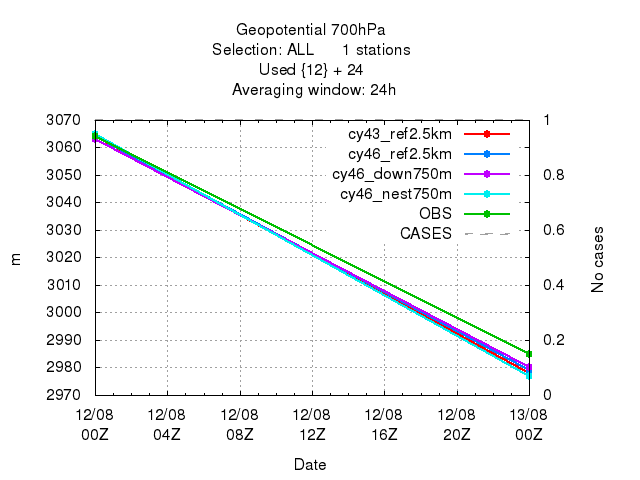 Geopotential 700hPa
Selection: ALL 1 stations
Used {12} + 24
Averaging window: 24h
3070
3060
3050
3040
3030
3020
3010
3000
2990
2980
2970
m
1
0.8
0.6
0.4
0.2
0
No cases
cy43_ref2.5km
cy46_ref2.5km
cy46_down750m
cy46_nest750m
OBS
CASES
12/08 12/08 12/08 12/08 12/08 12/08 13/08
00Z 04Z 08Z 12Z 16Z 20Z 00Z
Date